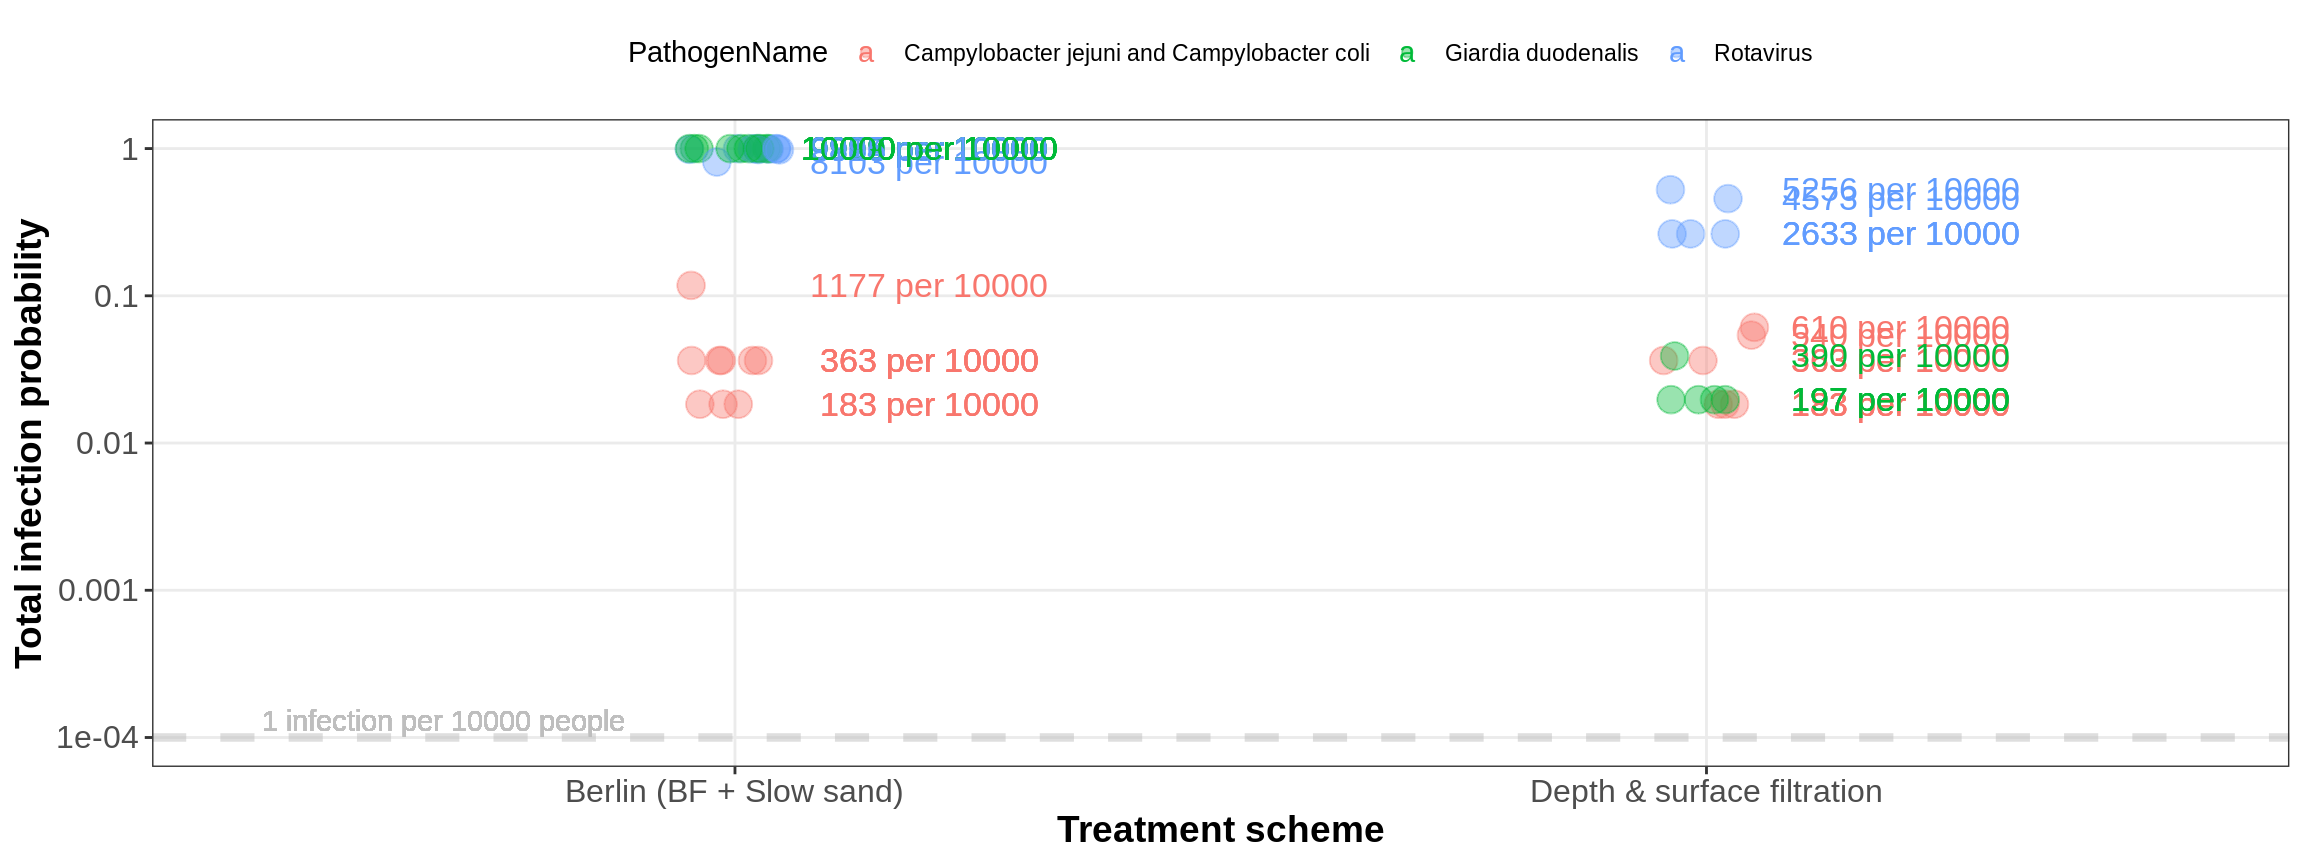 PathogenName a Campylobacter jejuni and Campylobacter coli a Giardia duodenalis a Rotavirus
Total infection probability
1
0.1
0.01
0.001
1e-04
10000 per 10000
8103 per 10000
1177 per 10000
363 per 10000
183 per 10000
5256 per 10000
4573 per 10000
2633 per 10000
610 per 10000
540 per 10000
390 per 10000
363 per 10000
197 per 10000
183 per 10000
1 infection per 10000 people
Berlin (BF + Slow sand)
Depth & surface filtration
Treatment scheme